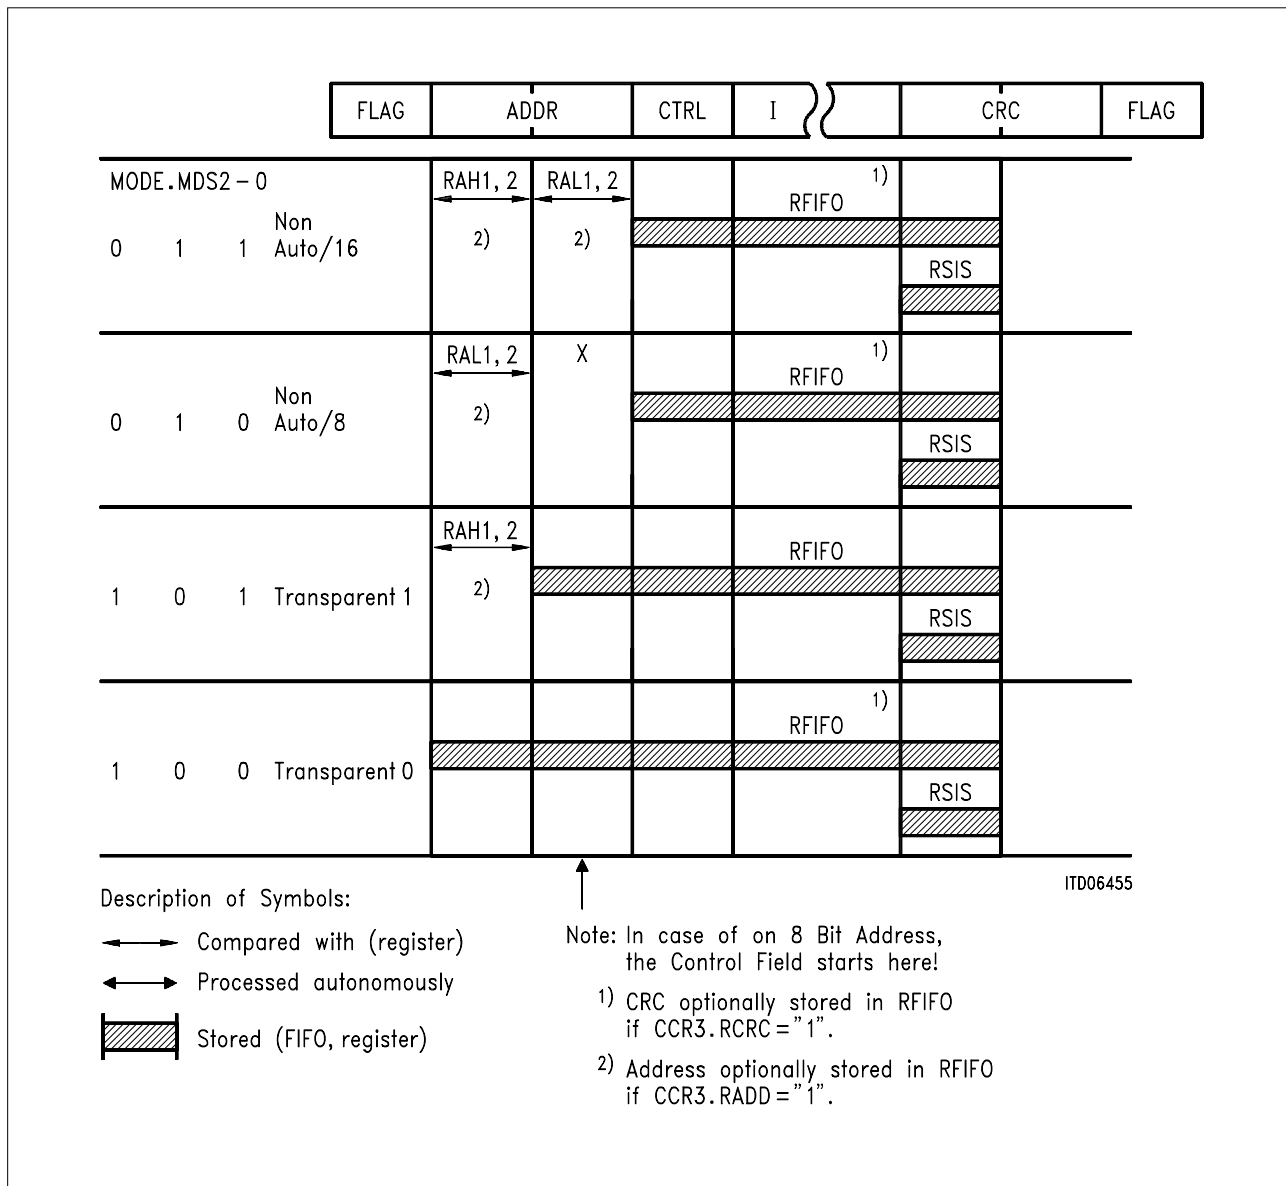 FLAG ADDR CTRL I CRC FLAG
MODE.MDS2-0 RAH1, 2 RAL1, 2 1)
RFIFO
0 1 1 Non Auto/16 2) 2)
RSIS
RAL1, 2 X 1)
RFIFO
0 1 0 Non Auto/8 2)
RSIS
RAH1, 2
RFIFO
1 0 1 Transparent 1 2)
RSIS
1)
RFIFO
1 0 0 Transparent 0
RSIS
ITD06455
Description of Symbols:
Compared with (register)
Processed autonomously
Stored (FIFO, register)
Note: In case of on 8 Bit Address,
the Control Field starts here!
1) CRC optionally stored in RFIFO
if CCR3.RCRC="1".
2) Address optionally stored in RFIFO
if CCR3.RADD="1".